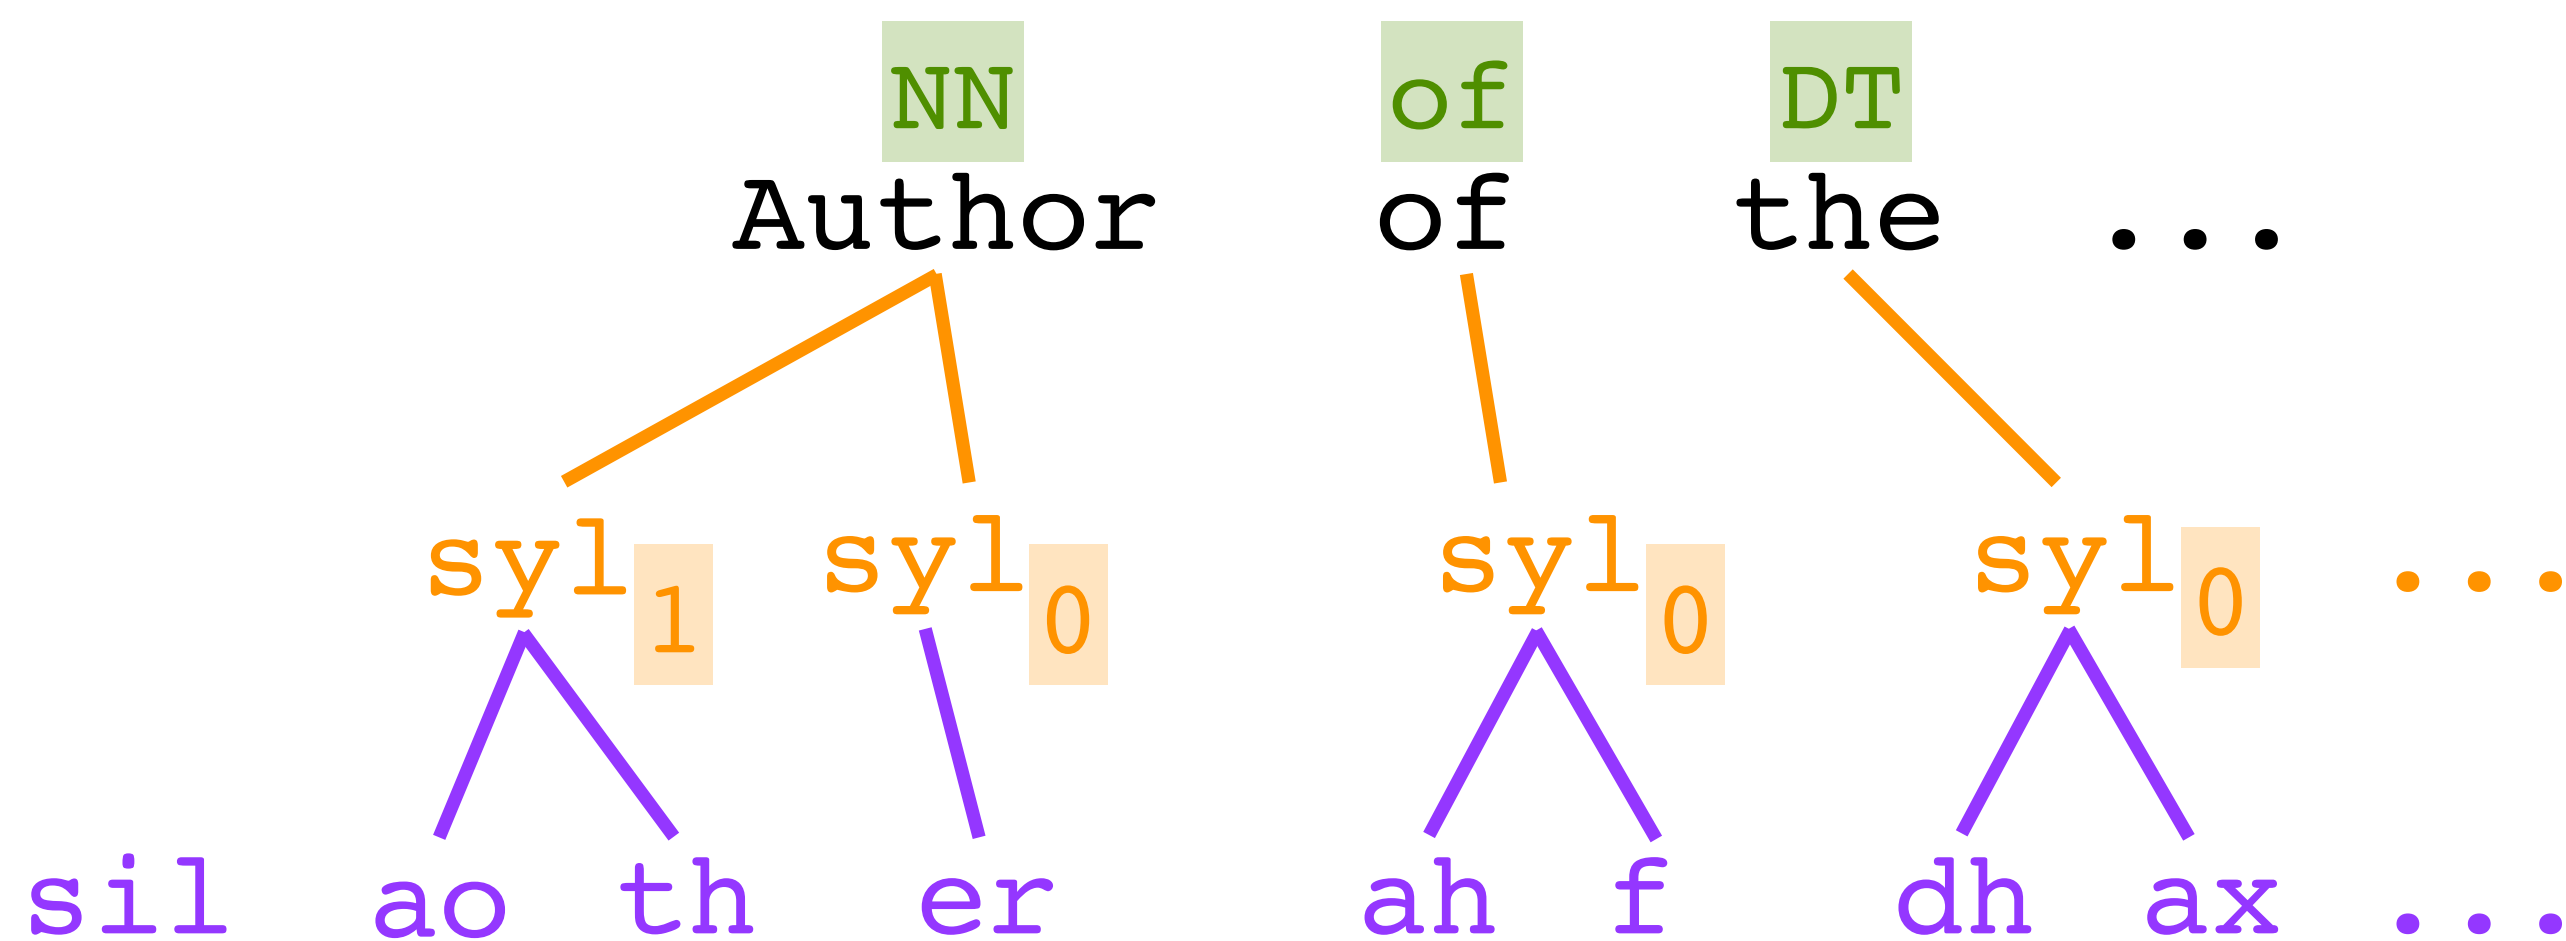 NN of DT
Author of the ...
syl1 syl0 syl0 syl0 ...
sil ao th er ah f dh ax ...